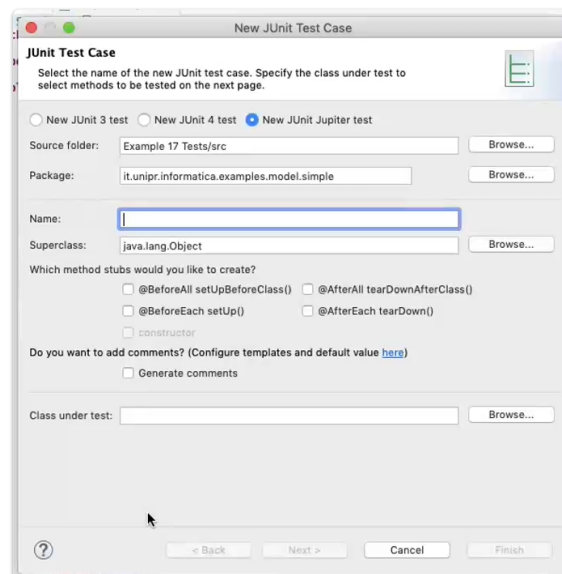 New JUnit Test Case
JUnit Test Case
Select the name of the new JUnit test case. Specify the class under test to
select methods to be tested on the next page.
New JUnit 3 test New JUnit 4 test New JUnit Jupiter test
Source folder: Example 17 Tests/src Browse...
Package: it.unipr.informatica.examples.model.simple Browse...
Name:
Superclass: java.lang.Object Browse...
Which method stubs would you like to create?
@BeforeAll setUpBeforeClass() @AfterAll tearDownAfterClass()
@BeforeEach setUp() @AfterEach tearDown()
constructor
Do you want to add comments? (Configure templates and default value here)
Generate comments
Class under test: Browse...
? < Back Next > Cancel Finish